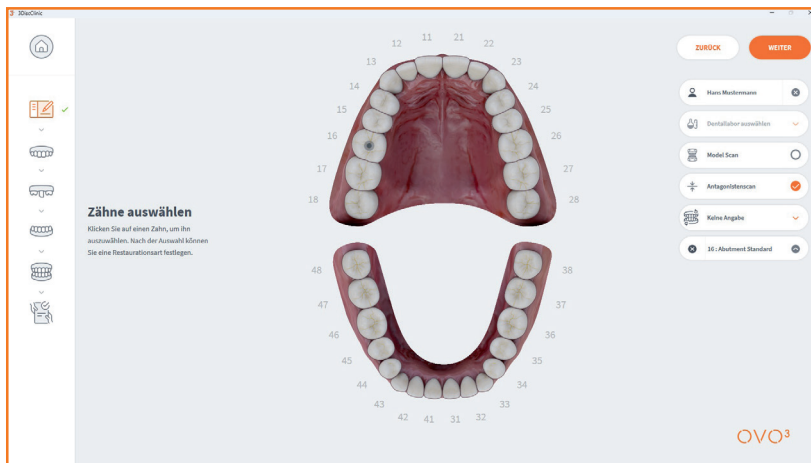 3DiscClinic
ZURÜCK
WEITER
Hans Mustermann
Dentallabor auswählen
Model Scan
Antagonistenscan
Keine Angabe
16 : Abutment Standard
Zähne auswählen
Klicken Sie auf einen Zahn, um ihn
auszuwählen. Nach der Auswahl können
Sie eine Restaurationsart festlegen.
12 11 21 22
13 23
14 24
15 25
16 26
17 27
18 28
48 38
47 37
46 36
45 35
44 34
43 33
42 41 31 32
OVO³